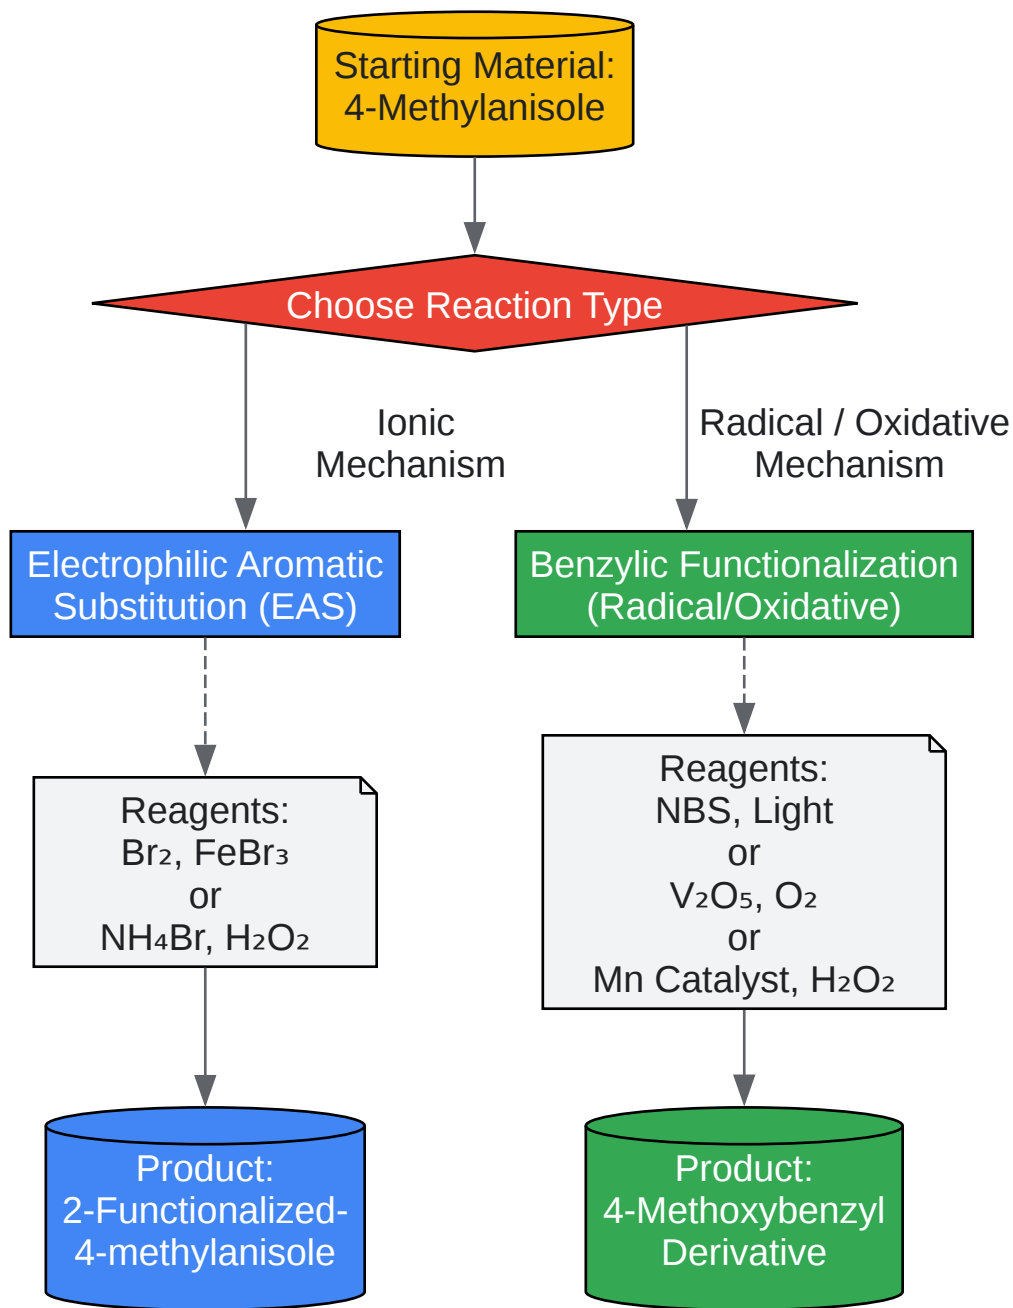 Starting Material:
4-Methylanisole
Choose Reaction Type
Ionic
Mechanism
Radical / Oxidative
Mechanism
Electrophilic Aromatic
Substitution (EAS)
Benzylic Functionalization
(Radical/Oxidative)
Reagents:
Br₂, FeBr₃
or
NH₄Br, H₂O₂
Reagents:
NBS, Light
or
V₂O₅, O₂
or
Mn Catalyst, H₂O₂
Product:
2-Functionalized-
4-methylanisole
Product:
4-Methoxybenzyl
Derivative